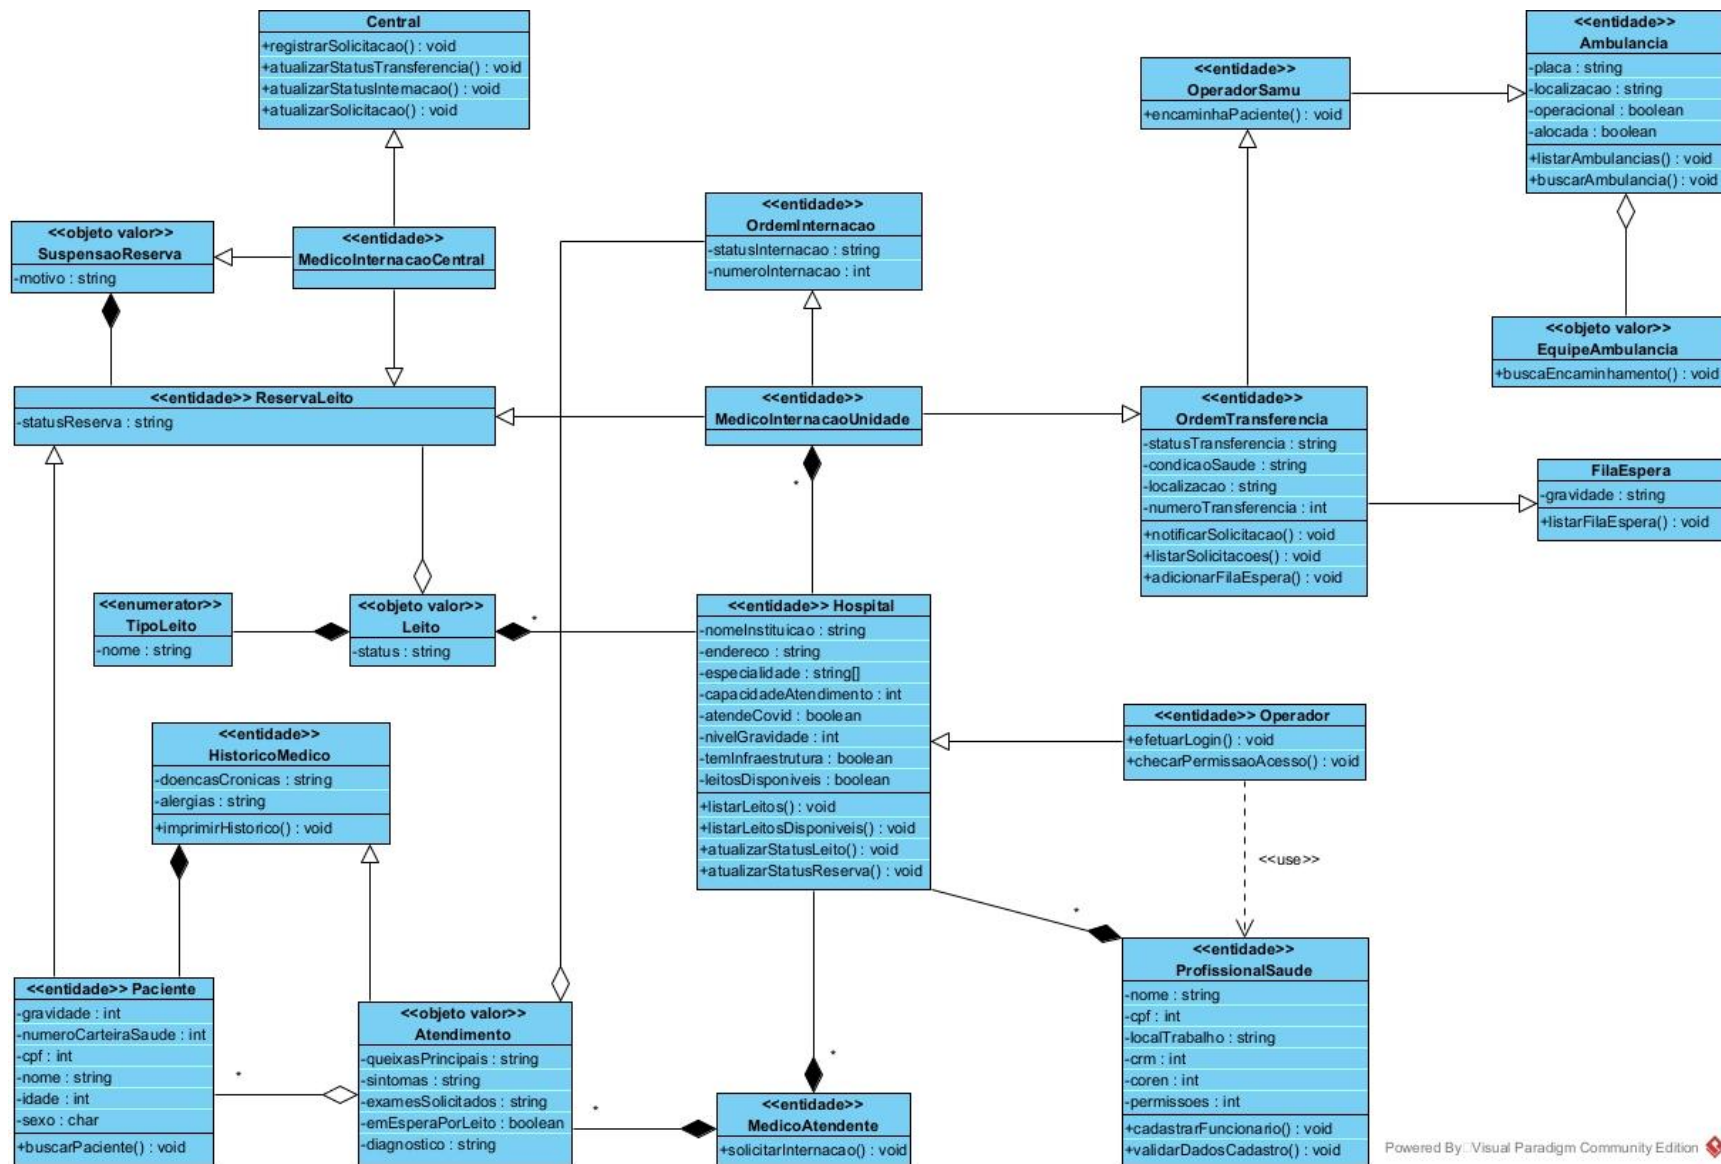 Central
+registrarSolicitacao() : void
+atualizarStatusTransferencia() : void
+atualizarStatusInternacao() : void
+atualizarSolicitacao() : void
<<entidade>>
Ambulancia
-placa : string
-localizacao : string
-operacional : boolean
-alocada : boolean
+listarAmbulancias() : void
+buscarAmbulancia() : void
<<entidade>>
OperadorSamu
+encaminhaPaciente() : void
<<objeto valor>>
SuspensaoReserva
-motivo : string
<<entidade>>
MedicoInternacaoCentral
<<entidade>>
OrdemInternacao
-statusInternacao : string
-numeroInternacao : int
<<objeto valor>>
EquipeAmbulancia
+buscaEncaminhamento() : void
<<entidade>> ReservaLeito
-statusReserva : string
<<entidade>>
MedicoInternacaoUnidade
*
<<entidade>>
OrdemTransferencia
-statusTransferencia : string
-condicaoSaude : string
-localizacao : string
-numeroTransferencia : int
+notificarSolicitacao() : void
+listarSolicitacoes() : void
+adicionarFilaEspera() : void
FilaEspera
-gravidade : string
+listarFilaEspera() : void
<<enumerator>>
TipoLeito
-nome : string
<<objeto valor>>
Leito
-status : string
*
<<entidade>> Hospital
-nomeInstituicao : string
-endereco : string
-especialidade : string[]
-capacidadeAtendimento : int
-atendeCovid : boolean
-nivelGravidade : int
-temInfraestrutura : boolean
-leitosDisponiveis : boolean
+listarLeitos() : void
+listarLeitosDisponiveis() : void
+atualizarStatusLeito() : void
+atualizarStatusReserva() : void
<<entidade>> Operador
+efetuarLogin() : void
+checarPermissaoAcesso() : void
<<use>>
<<entidade>>
HistoricoMedico
-doencasCronicas : string
-alergias : string
+imprimirHistorico() : void
*
<<entidade>>
ProfissionalSaude
-nome : string
-cpf : int
-localTrabalho : string
-crm : int
-coren : int
-permissoes : int
+cadastrarFuncionario() : void
+validarDadosCadastro() : void
<<entidade>> Paciente
-gravidade : int
-numeroCarteiraSaude : int
-cpf : int
-nome : string
-idade : int
-sexo : char
+buscarPaciente() : void
*
<<objeto valor>>
Atendimento
-queixasPrincipais : string
-sintomas : string
-examesSolicitados : string
-emEsperaPorLeito : boolean
-diagnostico : string
*
*
<<entidade>>
MedicoAtendente
+solicitarInternacao() : void
Powered By Visual Paradigm Community Edition